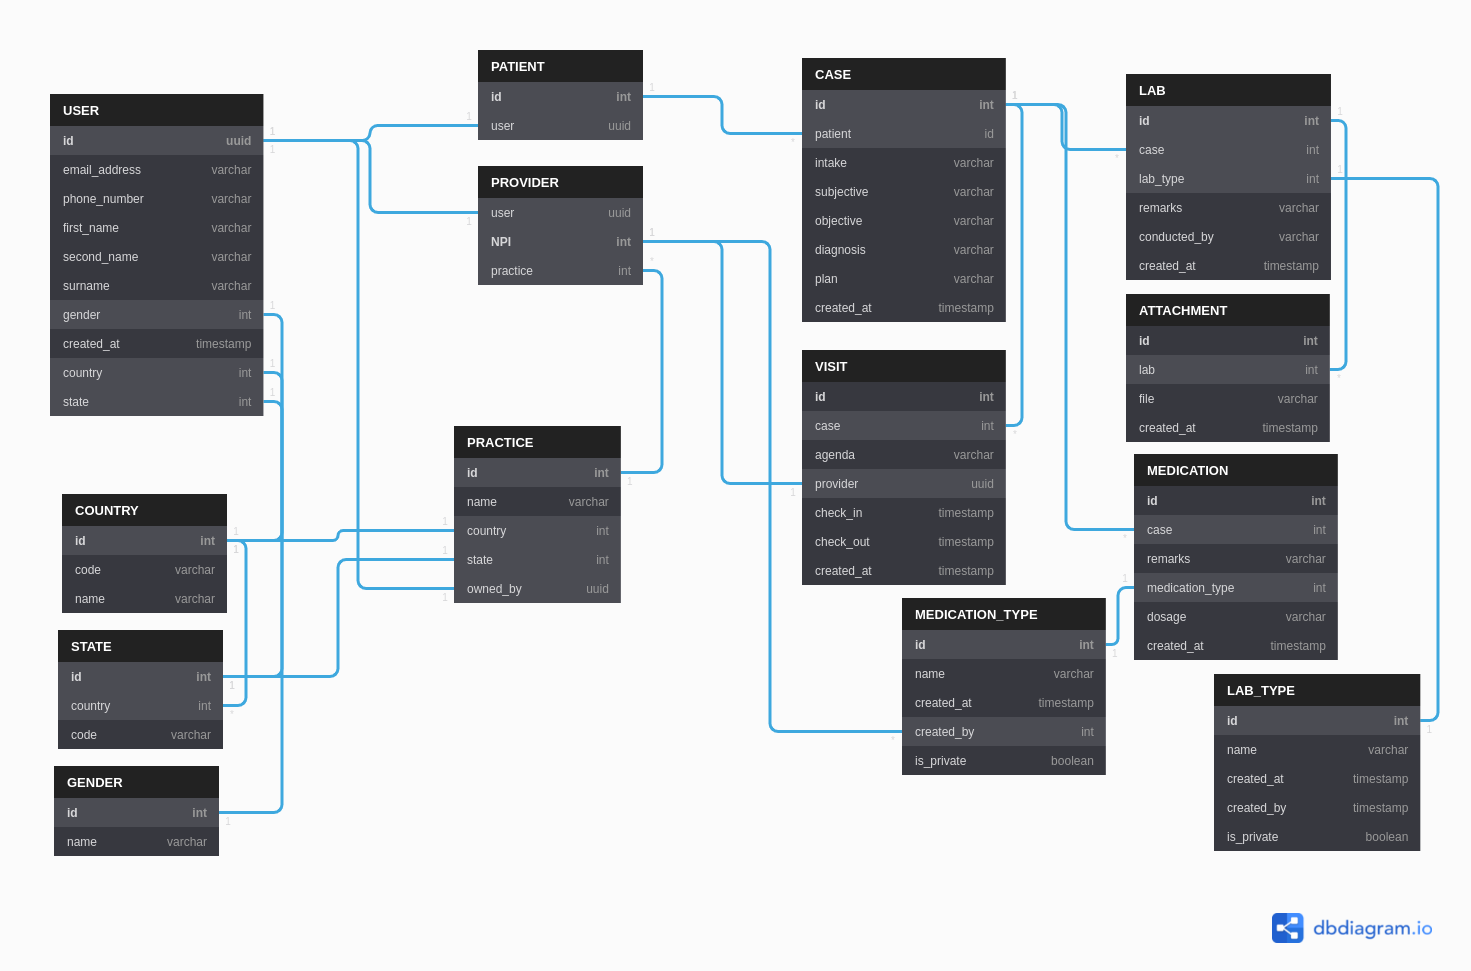 USER
id uuid
email_address varchar
phone_number varchar
first_name varchar
second_name varchar
surname varchar
gender int
created_at timestamp
country int
state int
COUNTRY
id int
code varchar
name varchar
STATE
id int
country int
code varchar
GENDER
id int
name varchar
PATIENT
id int
user uuid
PROVIDER
user uuid
NPI int
practice int
PRACTICE
id int
name varchar
country int
state int
owned_by uuid
CASE
id int
patient id
intake varchar
subjective varchar
objective varchar
diagnosis varchar
plan varchar
created_at timestamp
VISIT
id int
case int
agenda varchar
provider uuid
check_in timestamp
check_out timestamp
created_at timestamp
MEDICATION_TYPE
id int
name varchar
created_at timestamp
created_by int
is_private boolean
LAB
id int
case int
lab_type int
remarks varchar
conducted_by varchar
created_at timestamp
ATTACHMENT
id int
lab int
file varchar
created_at timestamp
MEDICATION
id int
case int
remarks varchar
medication_type int
dosage varchar
created_at timestamp
LAB_TYPE
id int
name varchar
created_at timestamp
created_by timestamp
is_private boolean
dbdiagram.io